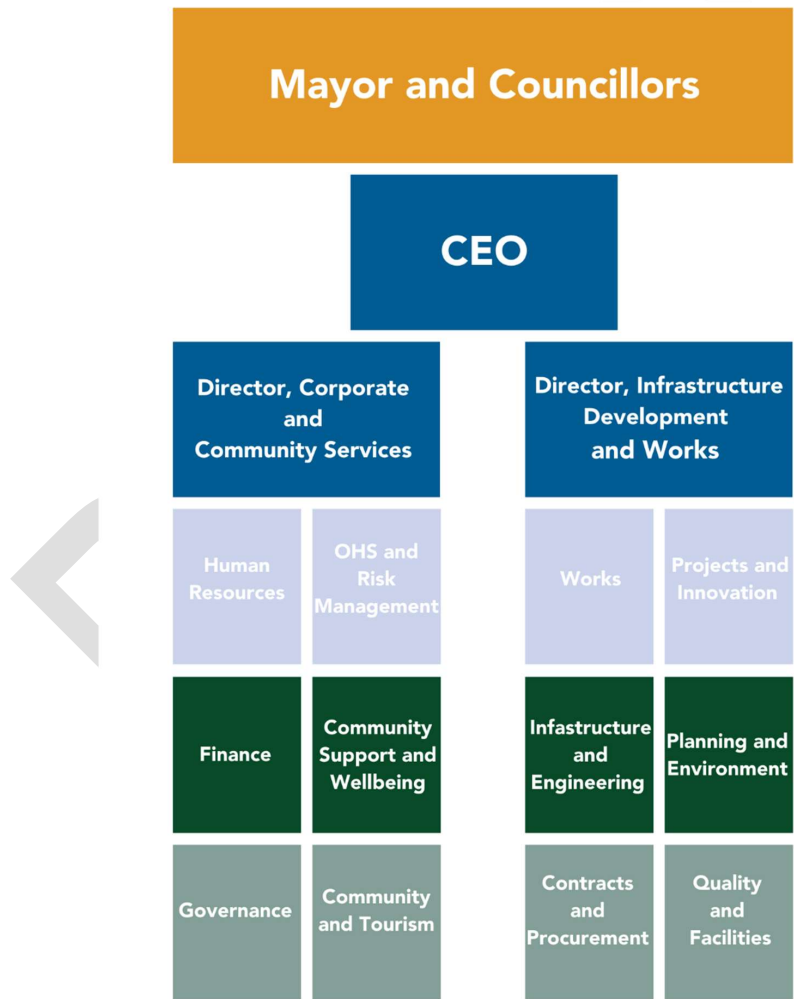 Mayor and Councillors
CEO
Director, Corporate
and
Community Services
Director, Infrastructure
Development
and Works
Human
Resources
OHS and
Risk
Management
Works
Projects and
Innovation
Finance
Community
Support and
Wellbeing
Infastructure
and
Engineering
Planning and
Environment
Governance
Community
and Tourism
Contracts
and
Procurement
Quality
and
Facilities